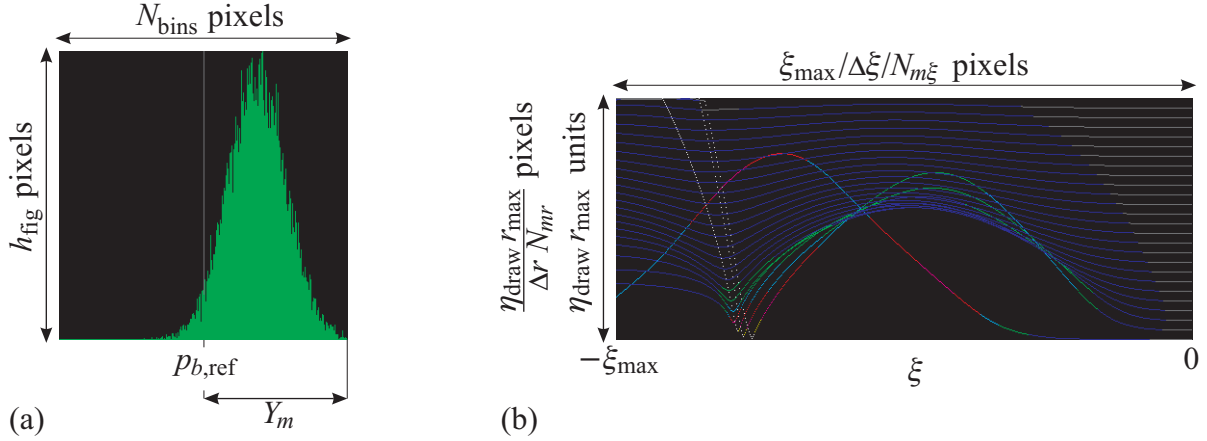 N_bins pixels
h_fig pixels
p_b,ref
Y_m
(a)
ξ_max/Δξ/N_mξ pixels
η_draw r_max / Δr N_mr pixels
η_draw r_max units
−ξ_max
ξ
0
(b)